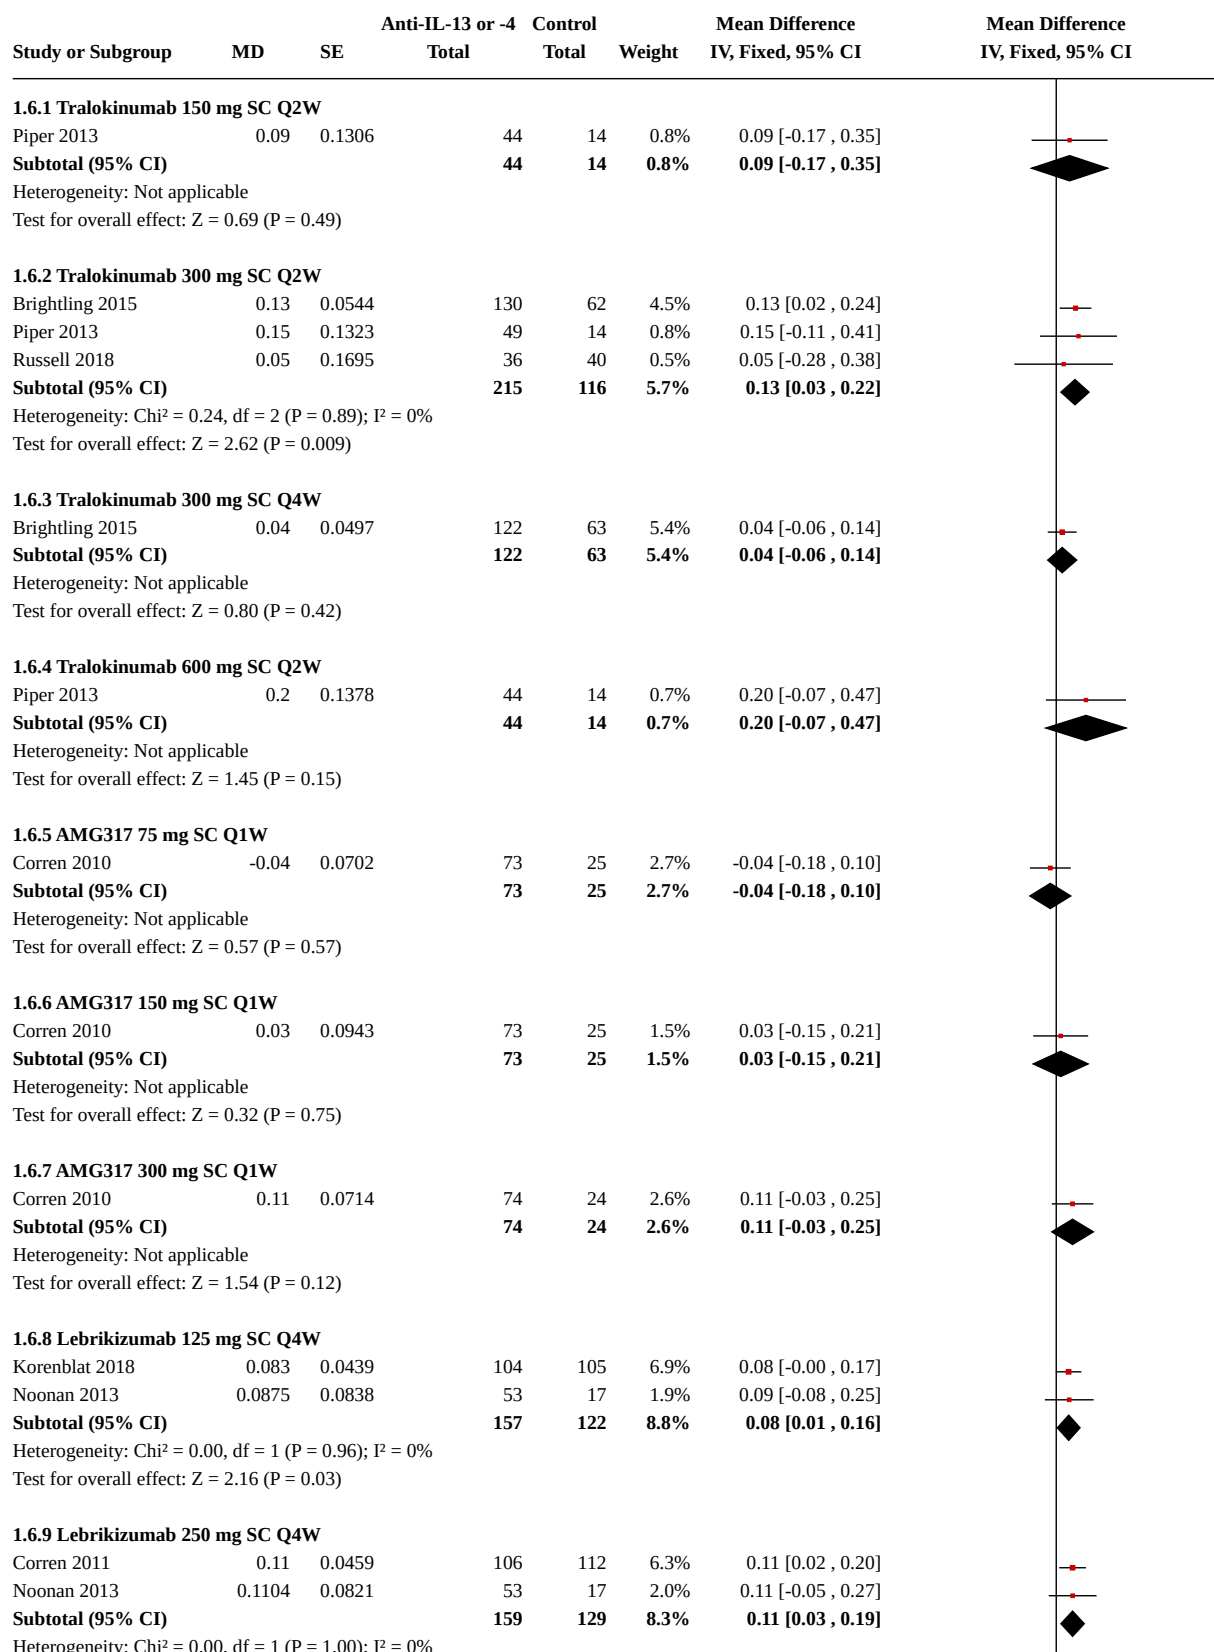 Anti-IL-13 or -4 Control Mean Difference Mean Difference
Study or Subgroup MD SE Total Total Weight IV, Fixed, 95% CI IV, Fixed, 95% CI
1.6.1 Tralokinumab 150 mg SC Q2W
Piper 2013 0.09 0.1306 44 14 0.8% 0.09 [-0.17 , 0.35]
Subtotal (95% CI) 44 14 0.8% 0.09 [-0.17 , 0.35]
Heterogeneity: Not applicable
Test for overall effect: Z = 0.69 (P = 0.49)
1.6.2 Tralokinumab 300 mg SC Q2W
Brightling 2015 0.13 0.0544 130 62 4.5% 0.13 [0.02 , 0.24]
Piper 2013 0.15 0.1323 49 14 0.8% 0.15 [-0.11 , 0.41]
Russell 2018 0.05 0.1695 36 40 0.5% 0.05 [-0.28 , 0.38]
Subtotal (95% CI) 215 116 5.7% 0.13 [0.03 , 0.22]
Heterogeneity: Chi² = 0.24, df = 2 (P = 0.89); I² = 0%
Test for overall effect: Z = 2.62 (P = 0.009)
1.6.3 Tralokinumab 300 mg SC Q4W
Brightling 2015 0.04 0.0497 122 63 5.4% 0.04 [-0.06 , 0.14]
Subtotal (95% CI) 122 63 5.4% 0.04 [-0.06 , 0.14]
Heterogeneity: Not applicable
Test for overall effect: Z = 0.80 (P = 0.42)
1.6.4 Tralokinumab 600 mg SC Q2W
Piper 2013 0.2 0.1378 44 14 0.7% 0.20 [-0.07 , 0.47]
Subtotal (95% CI) 44 14 0.7% 0.20 [-0.07 , 0.47]
Heterogeneity: Not applicable
Test for overall effect: Z = 1.45 (P = 0.15)
1.6.5 AMG317 75 mg SC Q1W
Corren 2010 -0.04 0.0702 73 25 2.7% -0.04 [-0.18 , 0.10]
Subtotal (95% CI) 73 25 2.7% -0.04 [-0.18 , 0.10]
Heterogeneity: Not applicable
Test for overall effect: Z = 0.57 (P = 0.57)
1.6.6 AMG317 150 mg SC Q1W
Corren 2010 0.03 0.0943 73 25 1.5% 0.03 [-0.15 , 0.21]
Subtotal (95% CI) 73 25 1.5% 0.03 [-0.15 , 0.21]
Heterogeneity: Not applicable
Test for overall effect: Z = 0.32 (P = 0.75)
1.6.7 AMG317 300 mg SC Q1W
Corren 2010 0.11 0.0714 74 24 2.6% 0.11 [-0.03 , 0.25]
Subtotal (95% CI) 74 24 2.6% 0.11 [-0.03 , 0.25]
Heterogeneity: Not applicable
Test for overall effect: Z = 1.54 (P = 0.12)
1.6.8 Lebrikizumab 125 mg SC Q4W
Korenblat 2018 0.083 0.0439 104 105 6.9% 0.08 [-0.00 , 0.17]
Noonan 2013 0.0875 0.0838 53 17 1.9% 0.09 [-0.08 , 0.25]
Subtotal (95% CI) 157 122 8.8% 0.08 [0.01 , 0.16]
Heterogeneity: Chi² = 0.00, df = 1 (P = 0.96); I² = 0%
Test for overall effect: Z = 2.16 (P = 0.03)
1.6.9 Lebrikizumab 250 mg SC Q4W
Corren 2011 0.11 0.0459 106 112 6.3% 0.11 [0.02 , 0.20]
Noonan 2013 0.1104 0.0821 53 17 2.0% 0.11 [-0.05 , 0.27]
Subtotal (95% CI) 159 129 8.3% 0.11 [0.03 , 0.19]
Heterogeneity: Chi² = 0.00, df = 1 (P = 1.00); I² = 0%